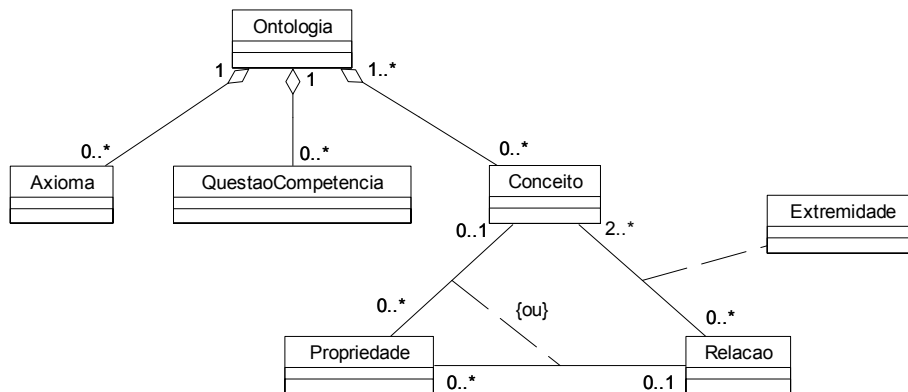 Ontologia
1
1
1..*
0..*
0..*
0..*
Axioma
QuestaoCompetencia
Conceito
Extremidade
0..1
2..*
0..*
{ou}
0..*
Propriedade
Relacao
0..*
0..1